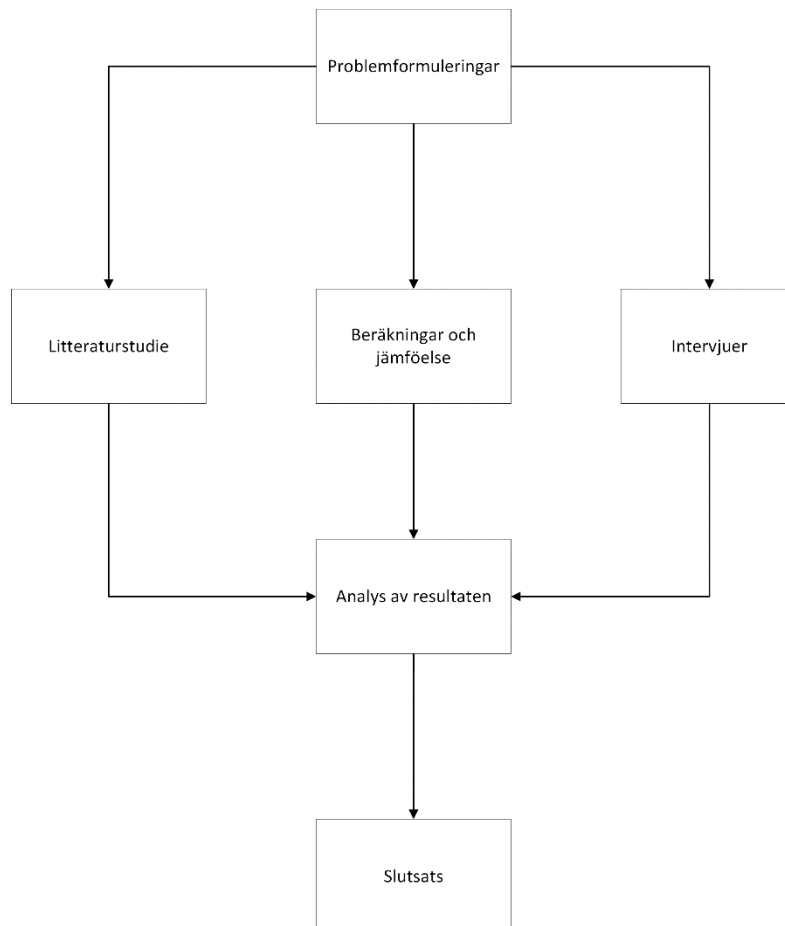 Problemformuleringar
Litteraturstudie
Beräkningar och
jämföelse
Intervjuer
Analys av resultaten
Slutsats